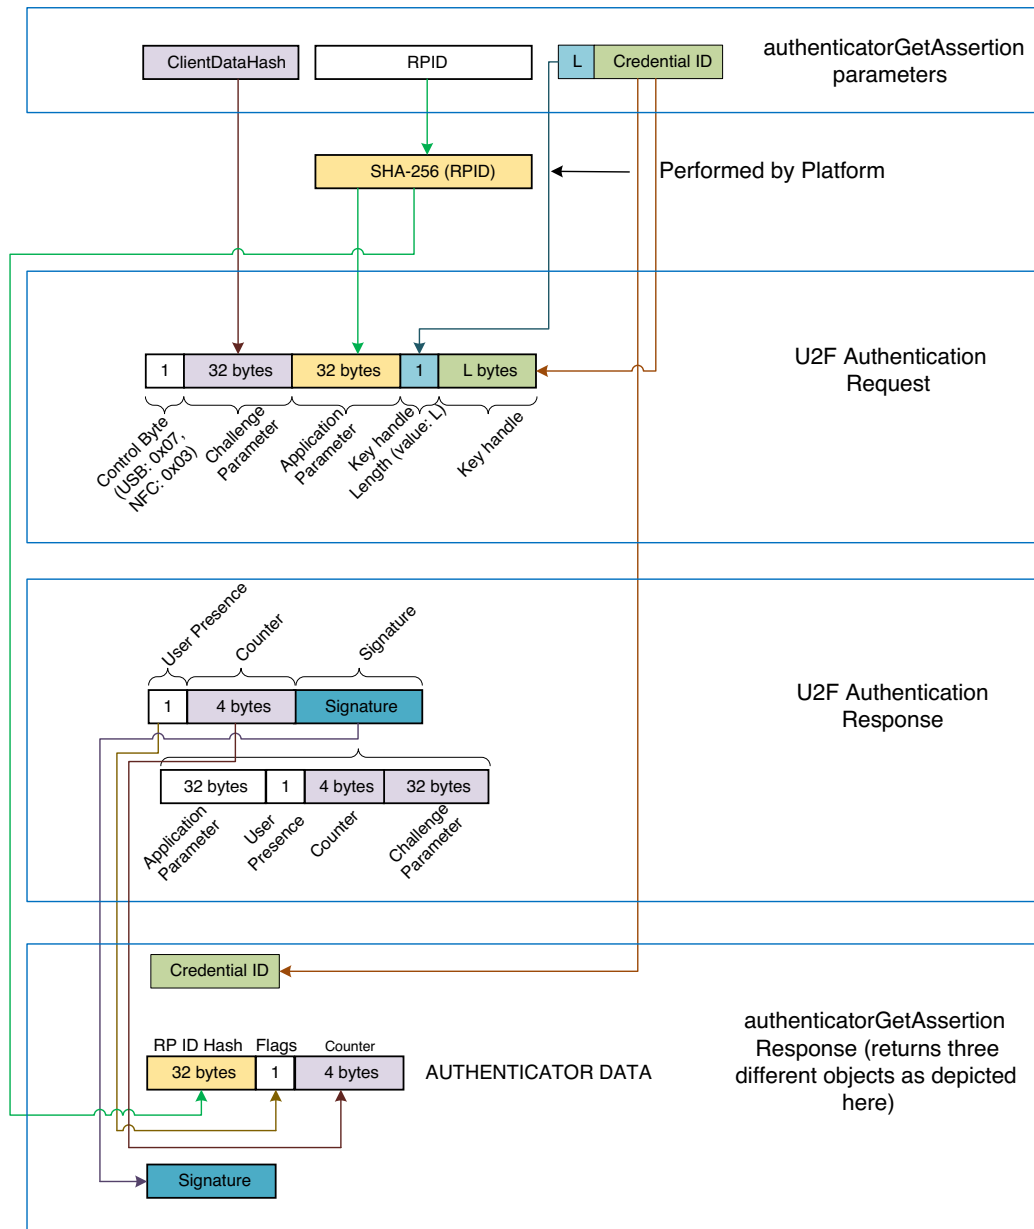 authenticatorGetAssertion
parameters
ClientDataHash
RPID
L
Credential ID
SHA-256 (RPID)
Performed by Platform
U2F Authentication
Request
1
32 bytes
32 bytes
1
L bytes
Control Byte
(USB: 0x07,
NFC: 0x03)
Challenge
Parameter
Application
Parameter
Key handle
Length (value: L)
Key handle
User Presence
Counter
Signature
U2F Authentication
Response
1
4 bytes
Signature
32 bytes
1
4 bytes
32 bytes
Application
Parameter
User
Presence
Counter
Challenge
Parameter
Credential ID
authenticatorGetAssertion
Response (returns three
different objects as depicted
here)
RP ID Hash
Flags
Counter
32 bytes
1
4 bytes
AUTHENTICATOR DATA
Signature